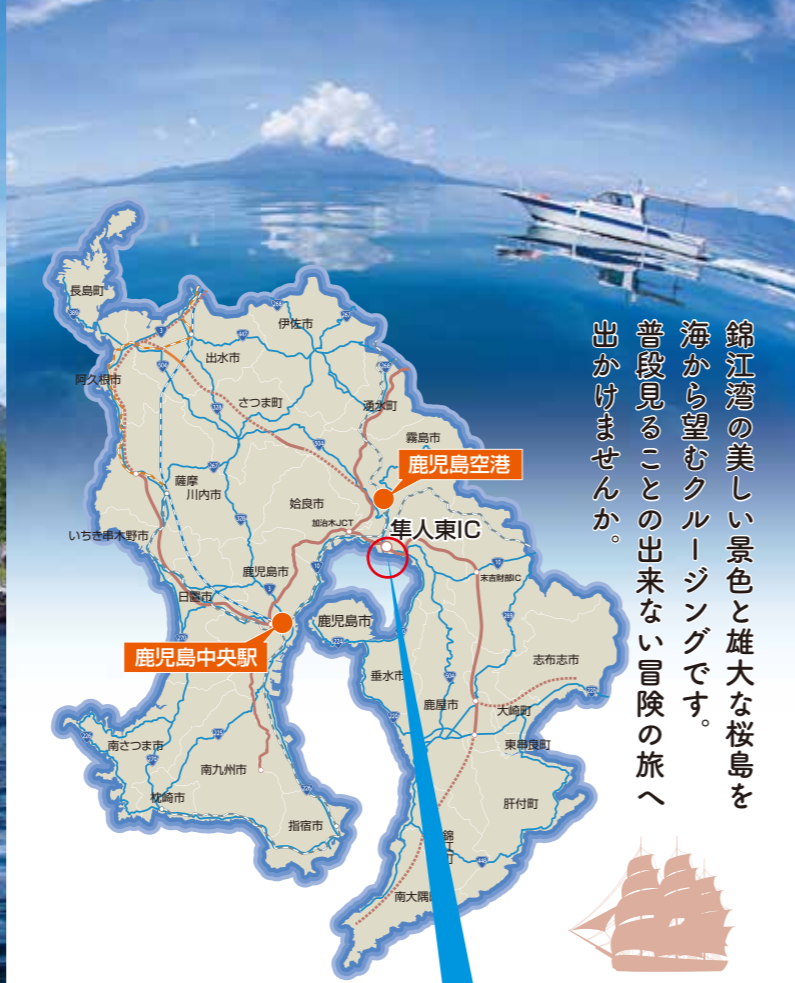 錦江湾の美しい景色と雄大な桜島を
海から望むクルージングです。
普段見ることの出来ない冒険の旅へ
出かけませんか。
長島町
伊佐市
出水市
阿久根市
さつま町
湧水町
霧島市
鹿児島空港
薩摩
川内市
姶良市
加治木JCT
隼人東IC
いちき串木野市
鹿児島市
末吉財部IC
日置市
鹿児島市
鹿児島中央駅
垂水市
志布志市
鹿屋市
大崎町
東串良町
南さつま市
南九州市
枕崎市
指宿市
肝付町
錦江町
南大隅